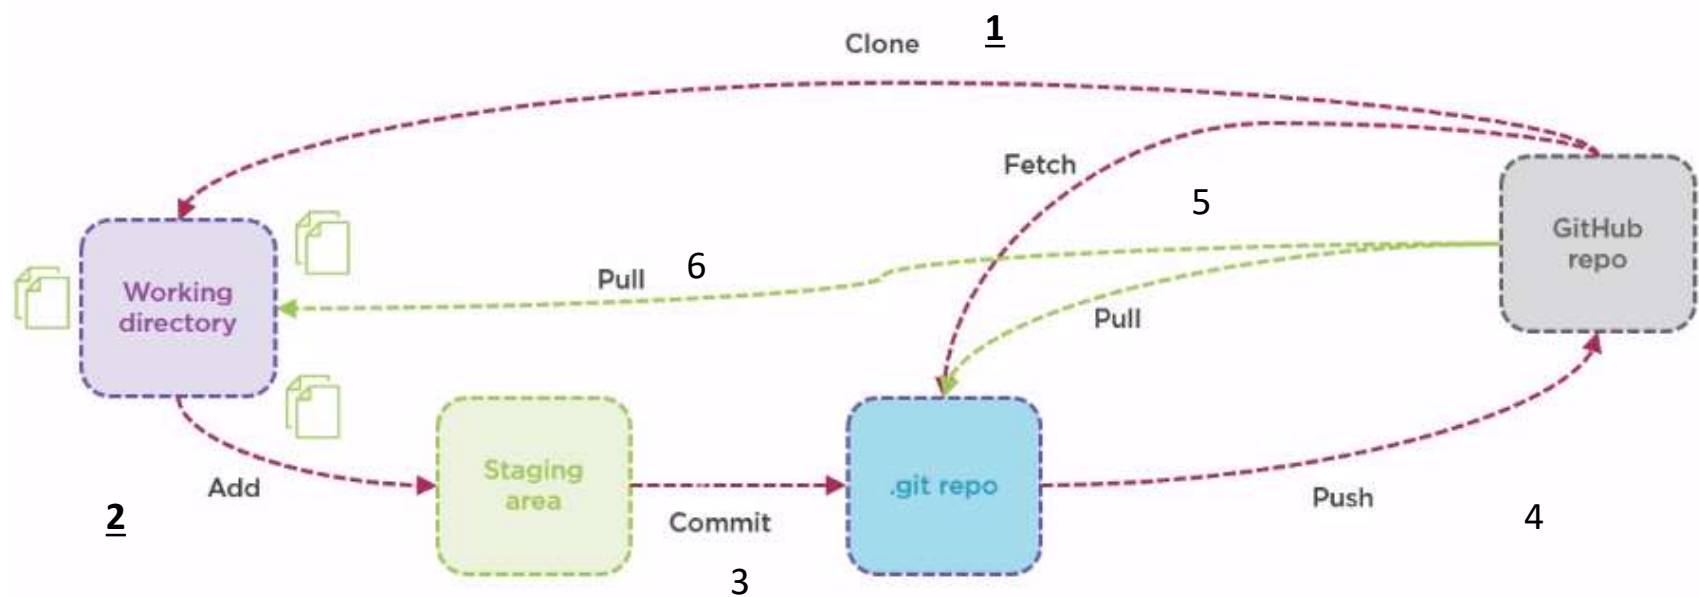 1
Clone
Fetch
5
GitHub
repo
6
Pull
Working
directory
Pull
Staging
area
.git repo
Add
Push
2
Commit
4
3